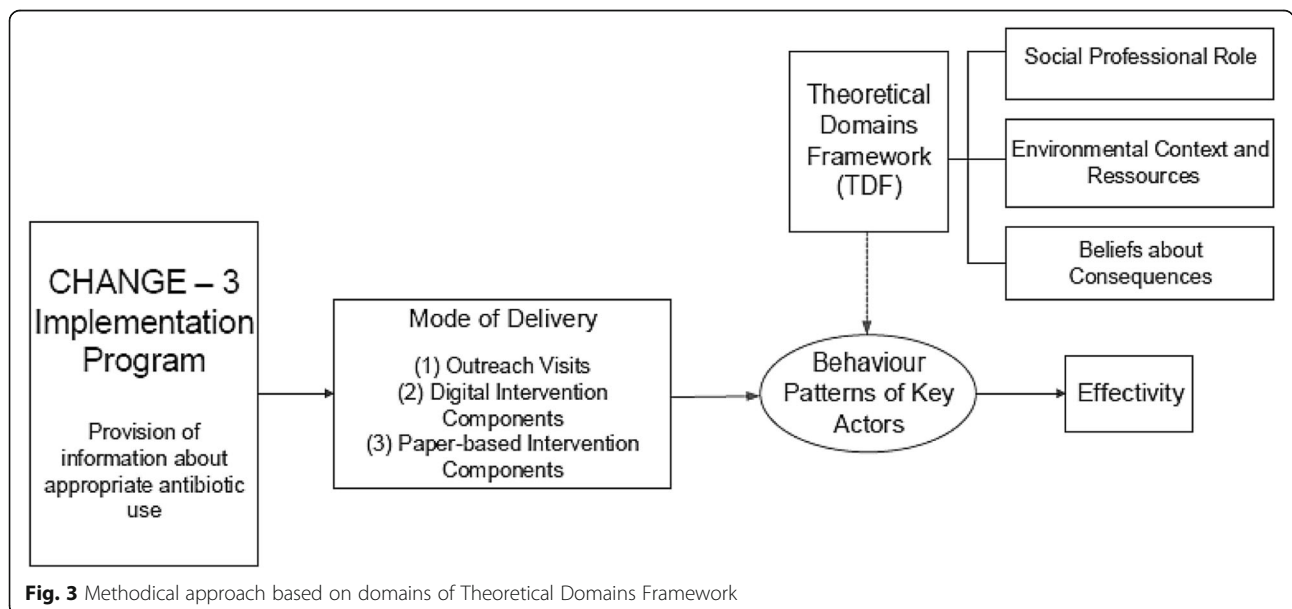 CHANGE – 3
Implementation
Program
Provision of
information about
appropriate antibiotic
use
Mode of Delivery
(1) Outreach Visits
(2) Digital Intervention
Components
(3) Paper-based Intervention
Components
Theoretical
Domains
Framework
(TDF)
Social Professional Role
Environmental Context and
Ressources
Beliefs about
Consequences
Behaviour
Patterns of Key
Actors
Effectivity
Fig. 3 Methodical approach based on domains of Theoretical Domains Framework